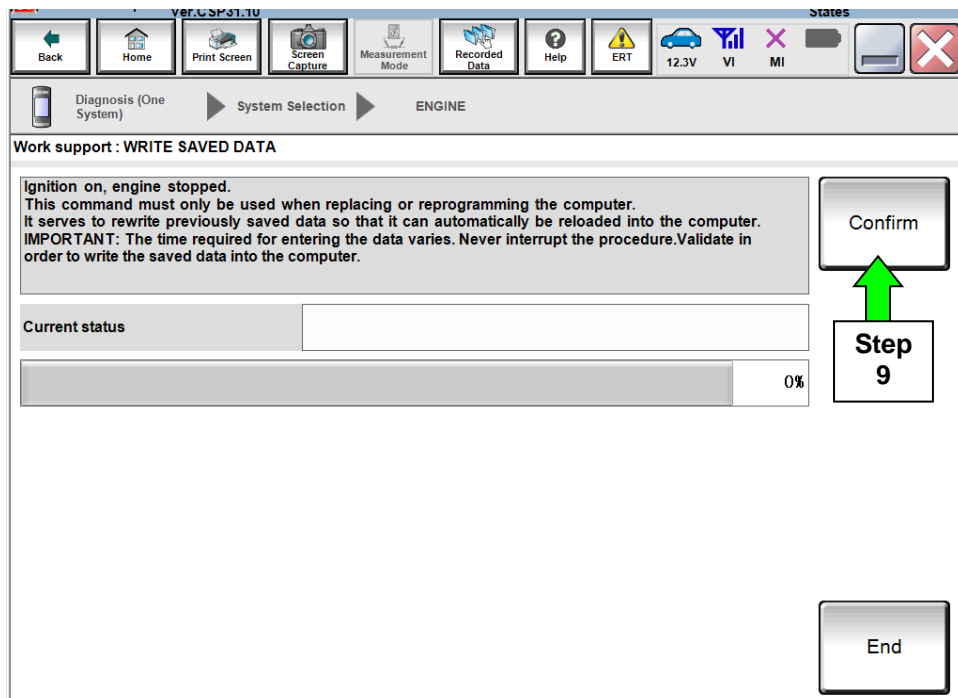 Ver.CSP31.10 States
Back Home Print Screen Screen Capture Measurement Mode Recorded Data Help ERT 12.3V VI MI
Diagnosis (One System) System Selection ENGINE
Work support : WRITE SAVED DATA
Ignition on, engine stopped.
This command must only be used when replacing or reprogramming the computer.
It serves to rewrite previously saved data so that it can automatically be reloaded into the computer.
IMPORTANT: The time required for entering the data varies. Never interrupt the procedure.Validate in
order to write the saved data into the computer.
Confirm
Current status
Step
9
0%
End